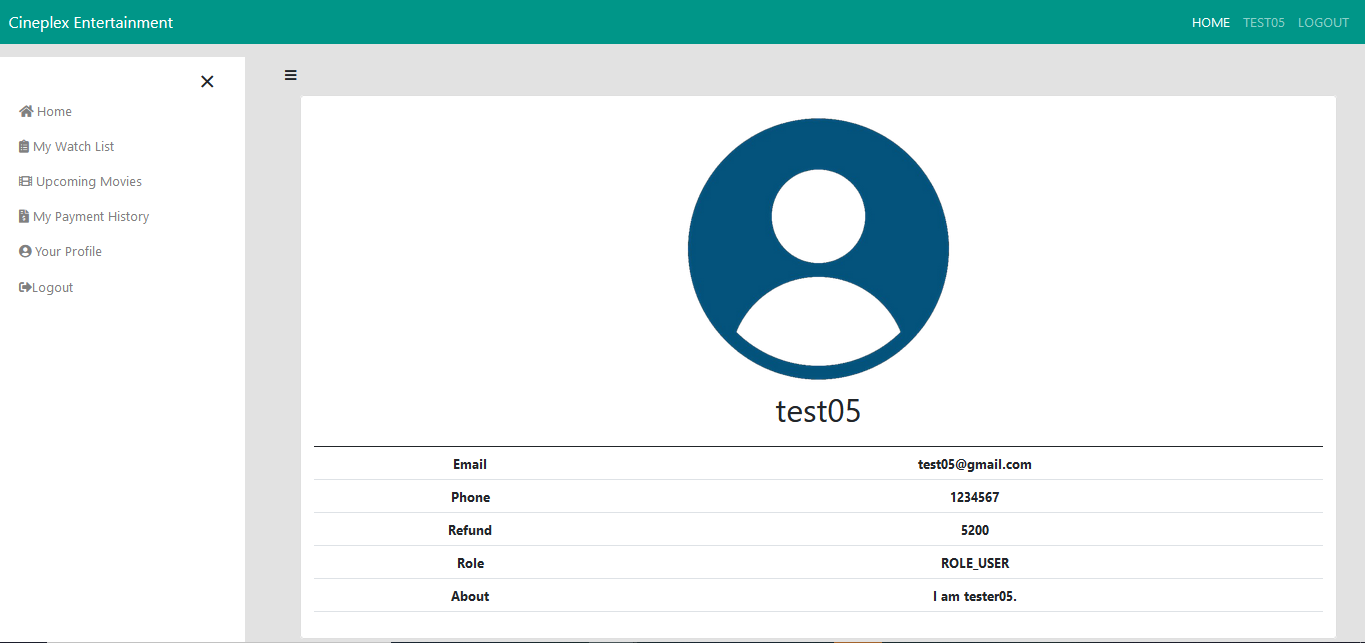 Cineplex Entertainment
HOME TEST05 LOGOUT
Home
My Watch List
Upcoming Movies
My Payment History
Your Profile
Logout
test05
Email test05@gmail.com
Phone 1234567
Refund 5200
Role ROLE_USER
About I am tester05.